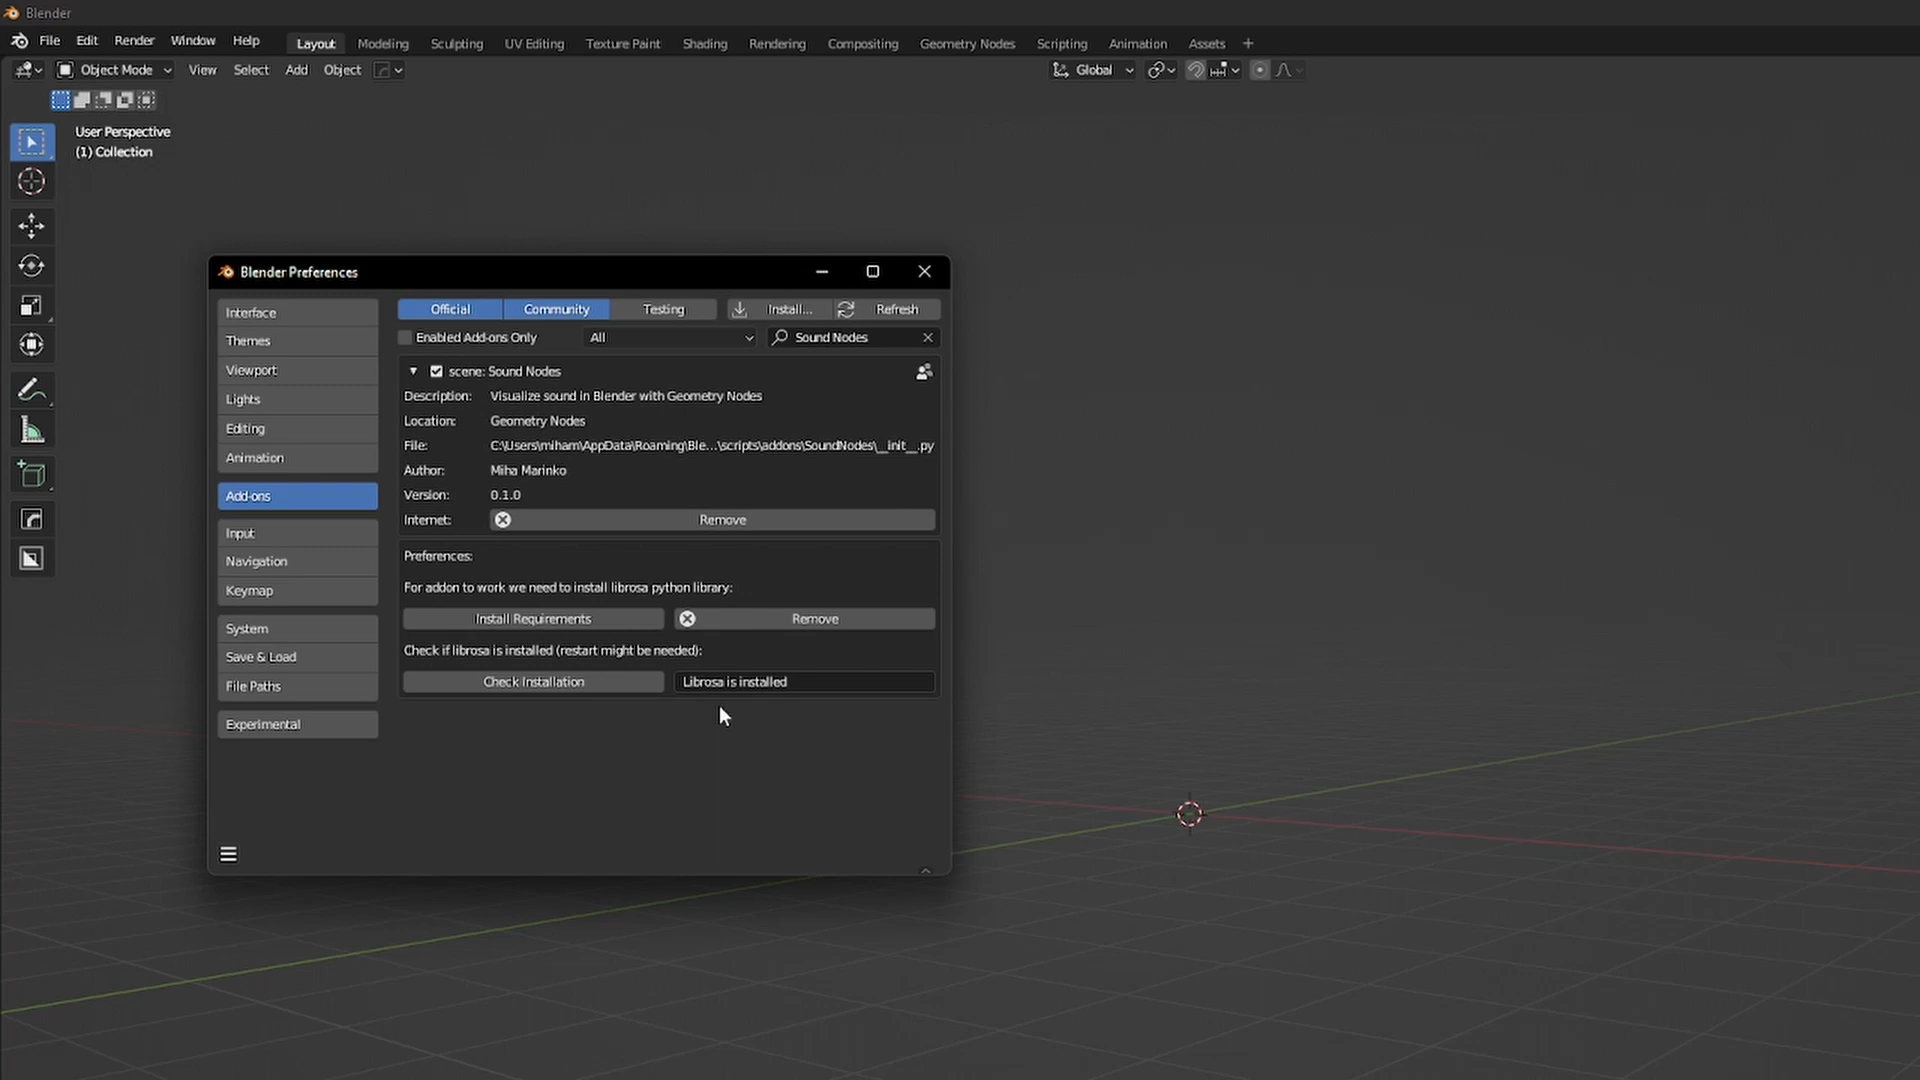 Blender
File Edit Render Window Help Layout Modeling Sculpting UV Editing Texture Paint Shading Rendering Compositing Geometry Nodes Scripting Animation Assets +
Object Mode View Select Add Object Global
User Perspective
(1) Collection
Blender Preferences
Interface
Themes
Viewport
Lights
Editing
Animation
Add-ons
Input
Navigation
Keymap
System
Save & Load
File Paths
Experimental
Official Community Testing Install... Refresh
Enabled Add-ons Only All Sound Nodes
scene: Sound Nodes
Description: Visualize sound in Blender with Geometry Nodes
Location: Geometry Nodes
File: C:\Users\miham\AppData\Roaming\Ble...\scripts\addons\SoundNodes\__init__.py
Author: Miha Marinko
Version: 0.1.0
Internet: Remove
Preferences:
For addon to work we need to install librosa python library:
Install Requirements Remove
Check if librosa is installed (restart might be needed):
Check Installation Librosa is installed